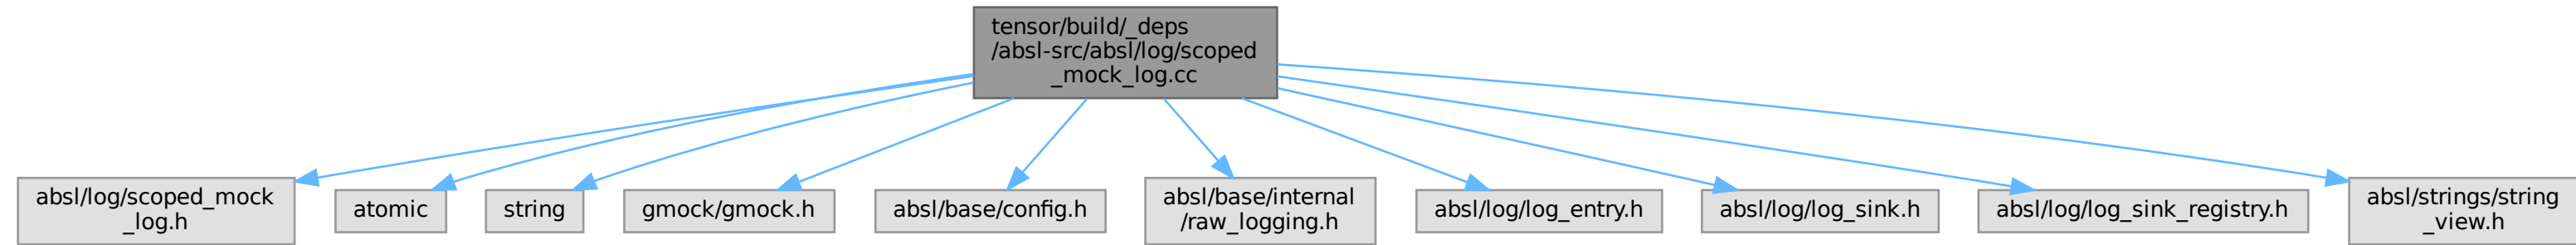 tensor/build/_deps
/absl-src/absl/log/scoped
_mock_log.cc
absl/log/scoped_mock
_log.h
atomic
string
gmock/gmock.h
absl/base/config.h
absl/base/internal
/raw_logging.h
absl/log/log_entry.h
absl/log/log_sink.h
absl/log/log_sink_registry.h
absl/strings/string
_view.h